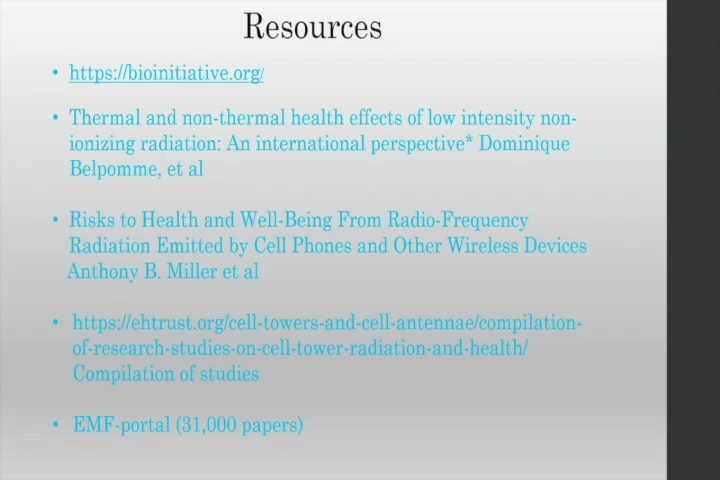 Resources
• https://bioinitiative.org/
• Thermal and non-thermal health effects of low intensity non-
ionizing radiation: An international perspective* Dominique
Belpomme, et al
• Risks to Health and Well-Being From Radio-Frequency
Radiation Emitted by Cell Phones and Other Wireless Devices
Anthony B. Miller et al
• https://ehtrust.org/cell-towers-and-cell-antennae/compilation-
of-research-studies-on-cell-tower-radiation-and-health/
Compilation of studies
• EMF-portal (31,000 papers)